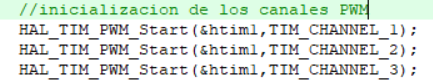 //inicializacion de los canales PWM
HAL_TIM_PWM_Start(&htim1,TIM_CHANNEL_1);
HAL_TIM_PWM_Start(&htim1,TIM_CHANNEL_2);
HAL_TIM_PWM_Start(&htim1,TIM_CHANNEL_3);